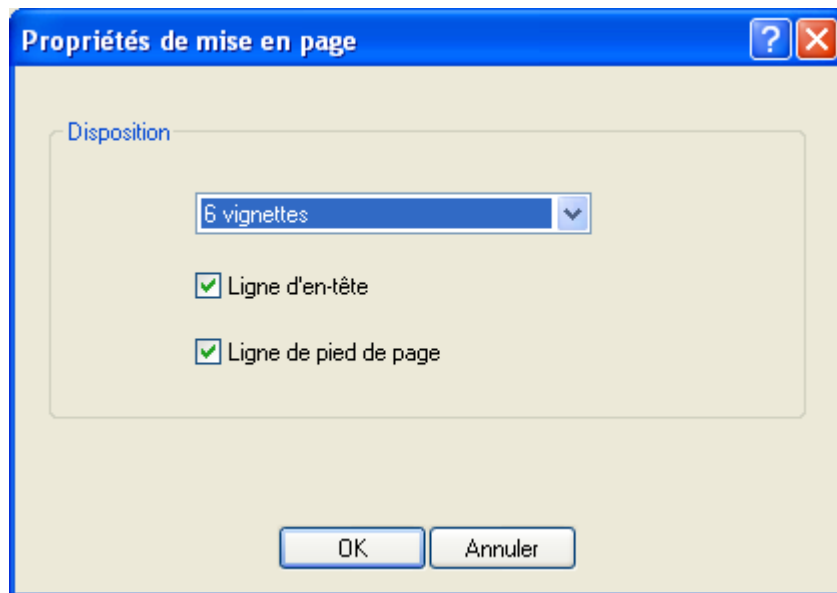 Propriétés de mise en page
Disposition
6 vignettes
Ligne d'en-tête
Ligne de pied de page
OK Annuler